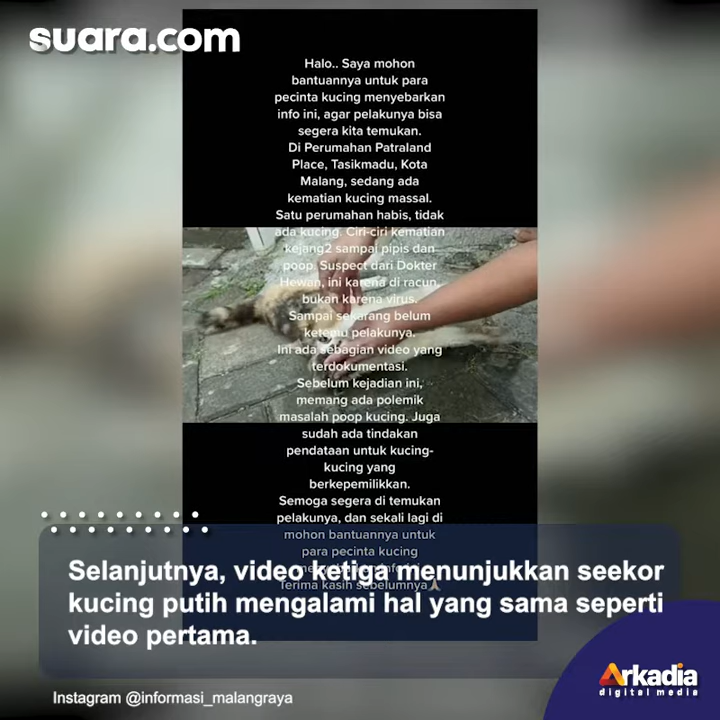 suara.com
Halo.. Saya mohon
bantuannya untuk para
pecinta kucing menyebarkan
info ini, agar pelakunya bisa
segera kita temukan.
Di Perumahan Patraland
Place, Tasikmadu, Kota
Malang, sedang ada
kematian kucing massal.
Satu perumahan habis, tidak
ada kucing. Ciri-ciri kematian
kejang2 sampai pipis dan
poop. Suspect dari Dokter
Hewan, ini karena di racun,
bukan karena virus.
Sampai sekarang belum
ketemu pelakunya.
Ini ada sebagian video yang
terdokumentasi.
Sebelum kejadian ini,
memang ada polemik
masalah poop kucing. Juga
sudah ada tindakan
pendataan untuk kucing-
kucing yang
berkepemilikkan.
Semoga segera di temukan
pelakunya, dan sekali lagi di
mohon bantuannya untuk
para pecinta kucing
Terima kasih sebelumnya🙏🏽
Selanjutnya, video ketiga menunjukkan seekor
kucing putih mengalami hal yang sama seperti
video pertama.
Instagram @informasi_malangraya
Arkadia
digital media